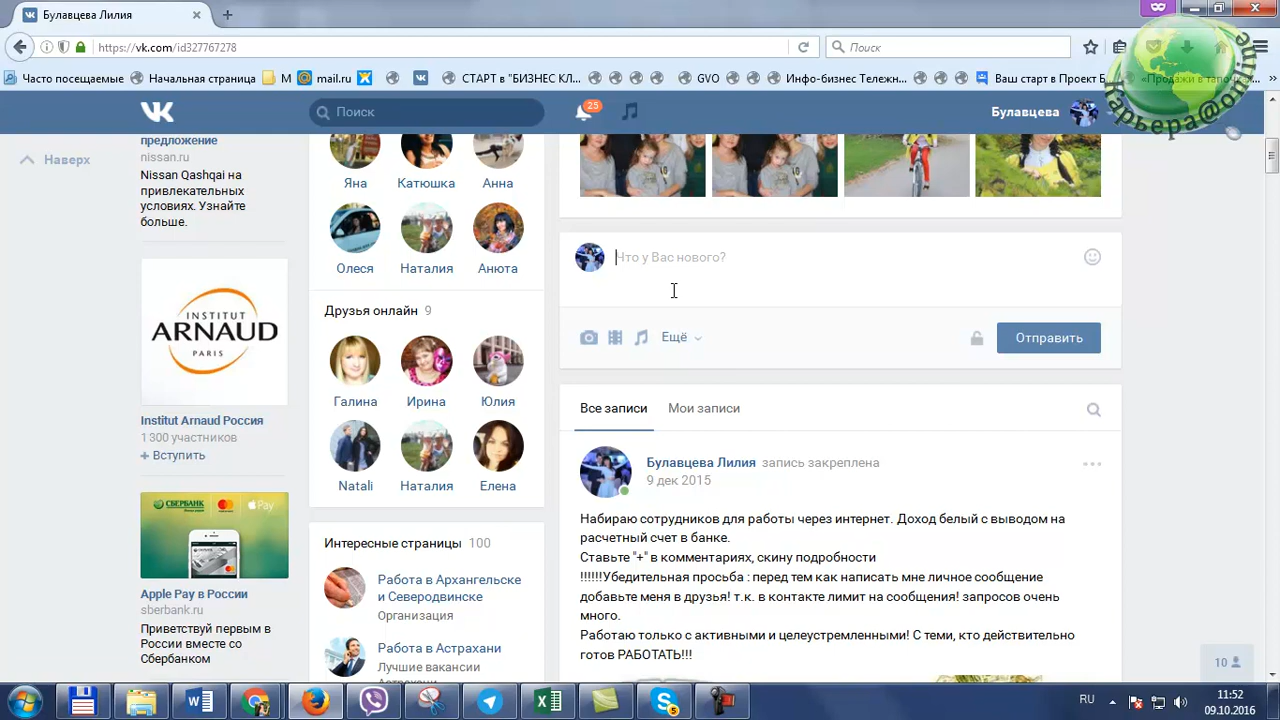 Булавцева Лилия
https://vk.com/id327767278
Поиск
Часто посещаемые
Начальная страница
М
mail.ru
СТАРТ в "БИЗНЕС КЛ...
GVO
Инфо-бизнес Тележн...
Ваш старт в Проект Б
«Продажи в тапочка
Карьера@online
Поиск
25
Булавцева
Наверх
предложение
nissan.ru
Nissan Qashqai на
привлекательных
условиях. Узнайте
больше.
INSTITUT
ARNAUD
PARIS
Institut Arnaud Россия
1 300 участников
+ Вступить
СБЕРБАНК
Pay
Apple Pay в России
sberbank.ru
Приветствуй первым в
России вместе со
Сбербанком
Яна
Катюшка
Анна
Олеся
Наталия
Анюта
Друзья онлайн 9
Галина
Ирина
Юлия
Natali
Наталия
Елена
Интересные страницы 100
Работа в Архангельске
и Северодвинске
Организация
Работа в Астрахани
Лучшие вакансии
Астрахани
Что у Вас нового?
Ещё
Отправить
Все записи
Мои записи
Булавцева Лилия запись закреплена
9 дек 2015
Набираю сотрудников для работы через интернет. Доход белый с выводом на
расчетный счет в банке.
Ставьте "+" в комментариях, скину подробности
!!!!!!Убедительная просьба : перед тем как написать мне личное сообщение
добавьте меня в друзья! т.к. в контакте лимит на сообщения! запросов очень
много.
Работаю только с активными и целеустремленными! С теми, кто действительно
готов РАБОТАТЬ!!!
10
5
RU
11:52
09.10.2016